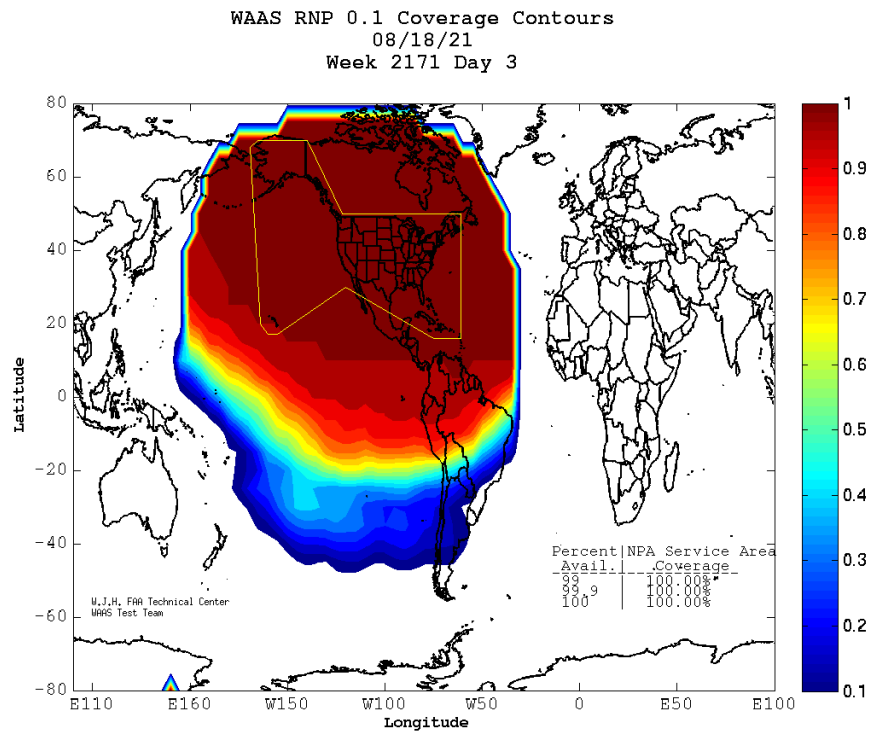 WAAS RNP 0.1 Coverage Contours
08/18/21
Week 2171 Day 3
80
60
40
20
0
-20
-40
-60
-80
Latitude
E110 E160 W150 W100 W50 0 E50 E100
Longitude
1
0.9
0.8
0.7
0.6
0.5
0.4
0.3
0.2
0.1
Percent|NPA Service Area
Avail.| Coverage
99 | 100.00%
99.9 | 100.00%
100 | 100.00%
W.J.H. FAA Technical Center
WAAS Test Team